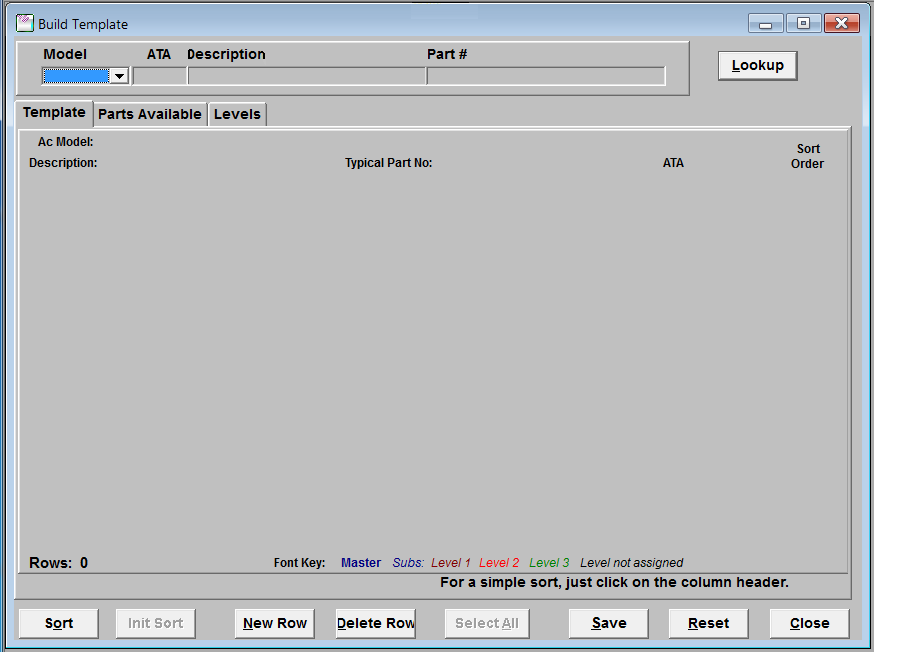 Build Template
Model ATA Description Part #
Lookup
Template Parts Available Levels
Ac Model:
Sort
Description: Typical Part No: ATA Order
Rows: 0 Font Key: Master Subs: Level 1 Level 2 Level 3 Level not assigned
For a simple sort, just click on the column header.
Sort Init Sort New Row Delete Row Select All Save Reset Close